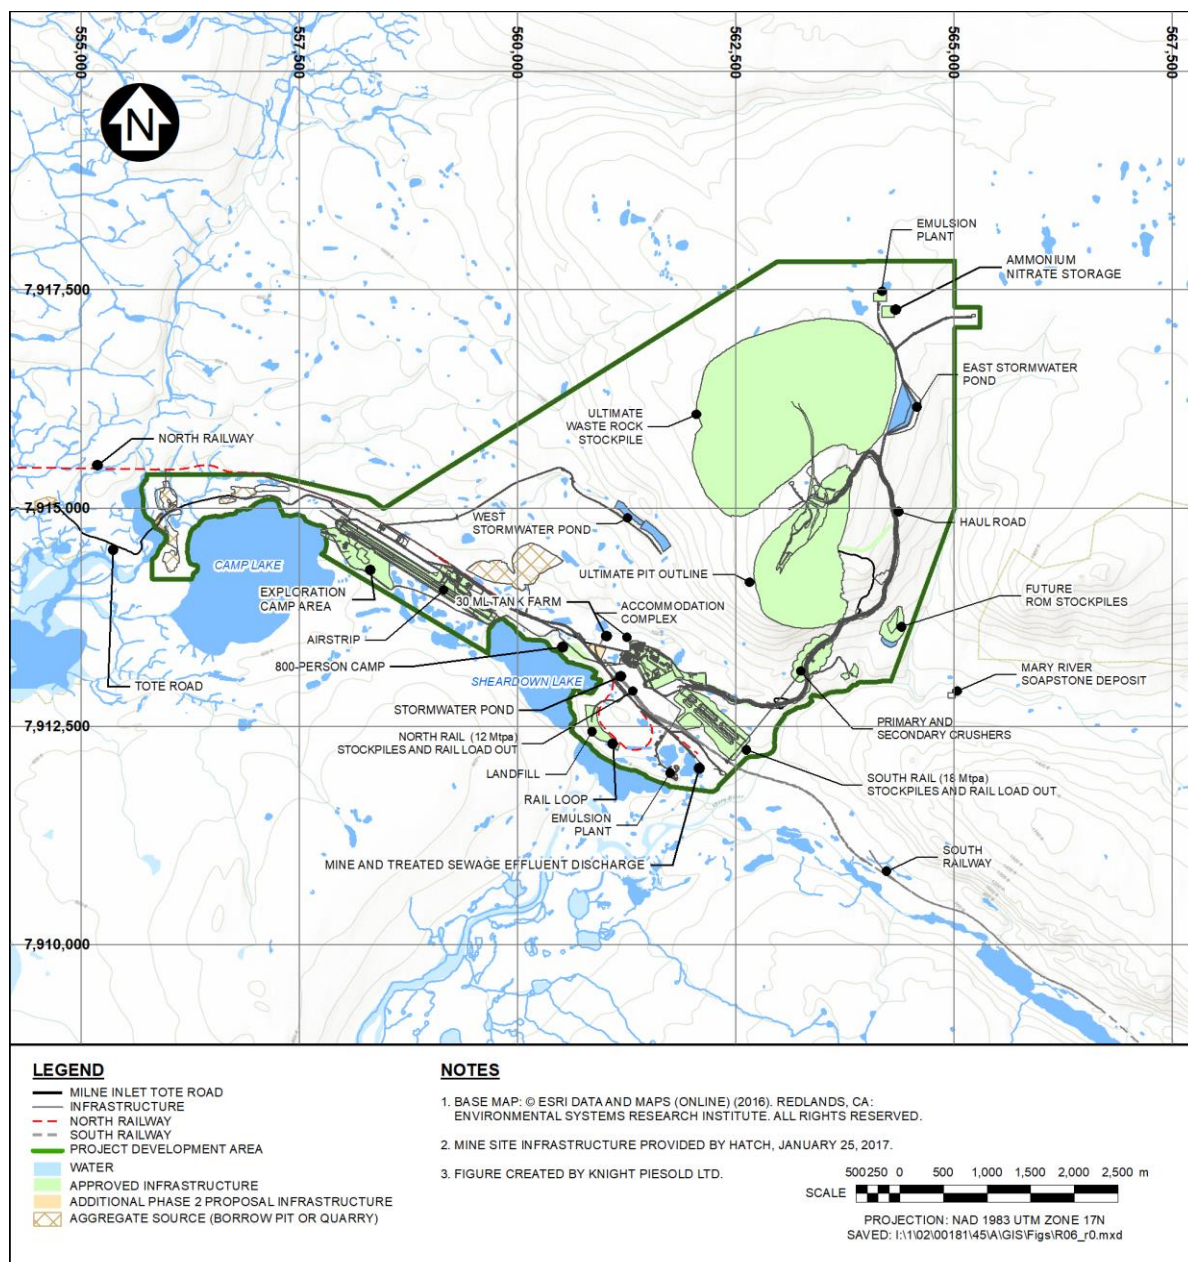 555,000
557,500
560,000
562,500
565,000
567,500
N
EMULSION
PLANT
AMMONIUM
NITRATE STORAGE
7,917,500
EAST STORMWATER
POND
ULTIMATE
WASTE ROCK
STOCKPILE
NORTH RAILWAY
7,915,000
WEST
STORMWATER POND
HAUL ROAD
CAMP LAKE
EXPLORATION
CAMP AREA
ULTIMATE PIT OUTLINE
30 ML TANK FARM
ACCOMMODATION
COMPLEX
FUTURE
ROM STOCKPILES
AIRSTRIP
800-PERSON CAMP
TOTE ROAD
SHEARDOWN LAKE
MARY RIVER
SOAPSTONE DEPOSIT
STORMWATER POND
7,912,500
PRIMARY AND
SECONDARY CRUSHERS
NORTH RAIL (12 Mtpa)
STOCKPILES AND RAIL LOAD OUT
LANDFILL
SOUTH RAIL (18 Mtpa)
STOCKPILES AND RAIL LOAD OUT
RAIL LOOP
EMULSION
PLANT
MINE AND TREATED SEWAGE EFFLUENT DISCHARGE
SOUTH
RAILWAY
7,910,000
LEGEND
MILNE INLET TOTE ROAD
INFRASTRUCTURE
NORTH RAILWAY
SOUTH RAILWAY
PROJECT DEVELOPMENT AREA
WATER
APPROVED INFRASTRUCTURE
ADDITIONAL PHASE 2 PROPOSAL INFRASTRUCTURE
AGGREGATE SOURCE (BORROW PIT OR QUARRY)
NOTES
1. BASE MAP: © ESRI DATA AND MAPS (ONLINE) (2016). REDLANDS, CA:
ENVIRONMENTAL SYSTEMS RESEARCH INSTITUTE. ALL RIGHTS RESERVED.
2. MINE SITE INFRASTRUCTURE PROVIDED BY HATCH, JANUARY 25, 2017.
3. FIGURE CREATED BY KNIGHT PIESOLD LTD.
500 250 0 500 1,000 1,500 2,000 2,500 m
SCALE
PROJECTION: NAD 1983 UTM ZONE 17N
SAVED: I:\1\02\00181\45\A\GIS\Figs\R06_r0.mxd